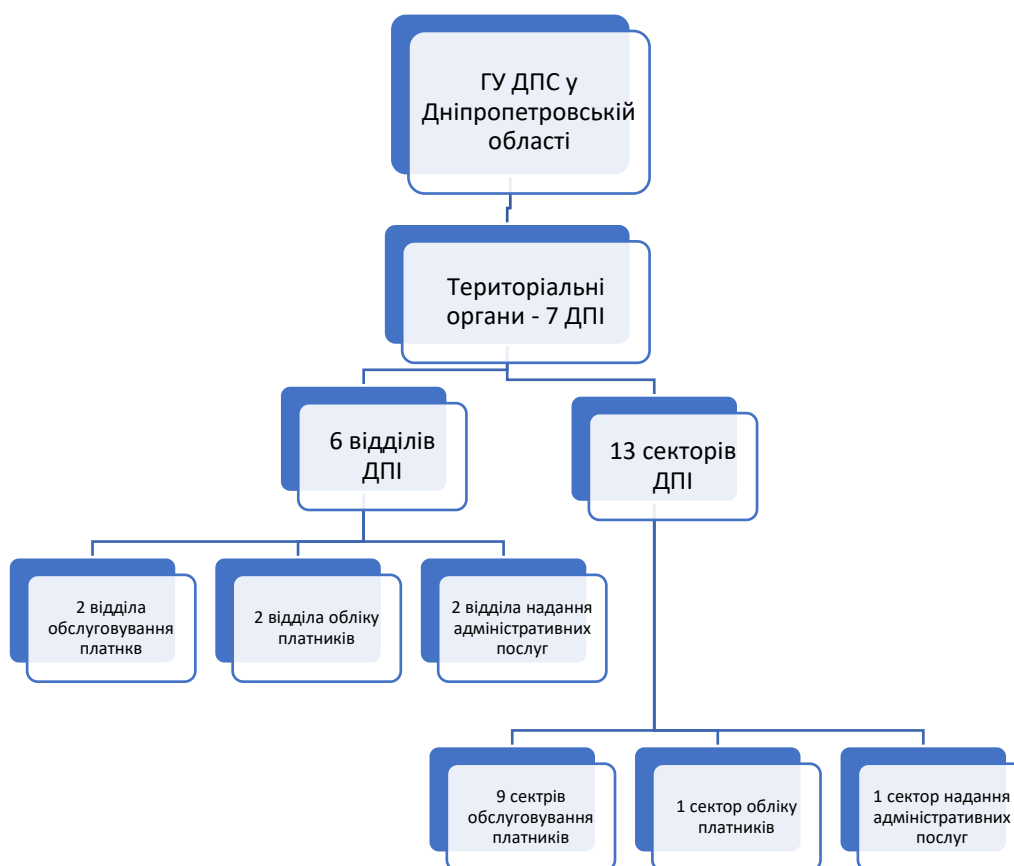 ГУ ДПС у
Дніпропетровській
області
Територіальні
органи - 7 ДПІ
6 відділів
ДПІ
13 секторів
ДПІ
2 відділа
обслуговування
платнкв
2 відділа обліку
платників
2 відділа надання
адміністративних
послуг
9 сектрів
обслуговування
платників
1 сектор обліку
платників
1 сектор надання
адміністративних
послуг